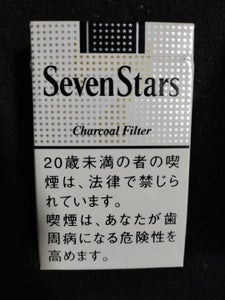 SevenStars
Charcoal Filter
20歳未満の者の喫
煙は、法律で禁じら
れています。
喫煙は、あなたが歯
周病になる危険性を
高めます。